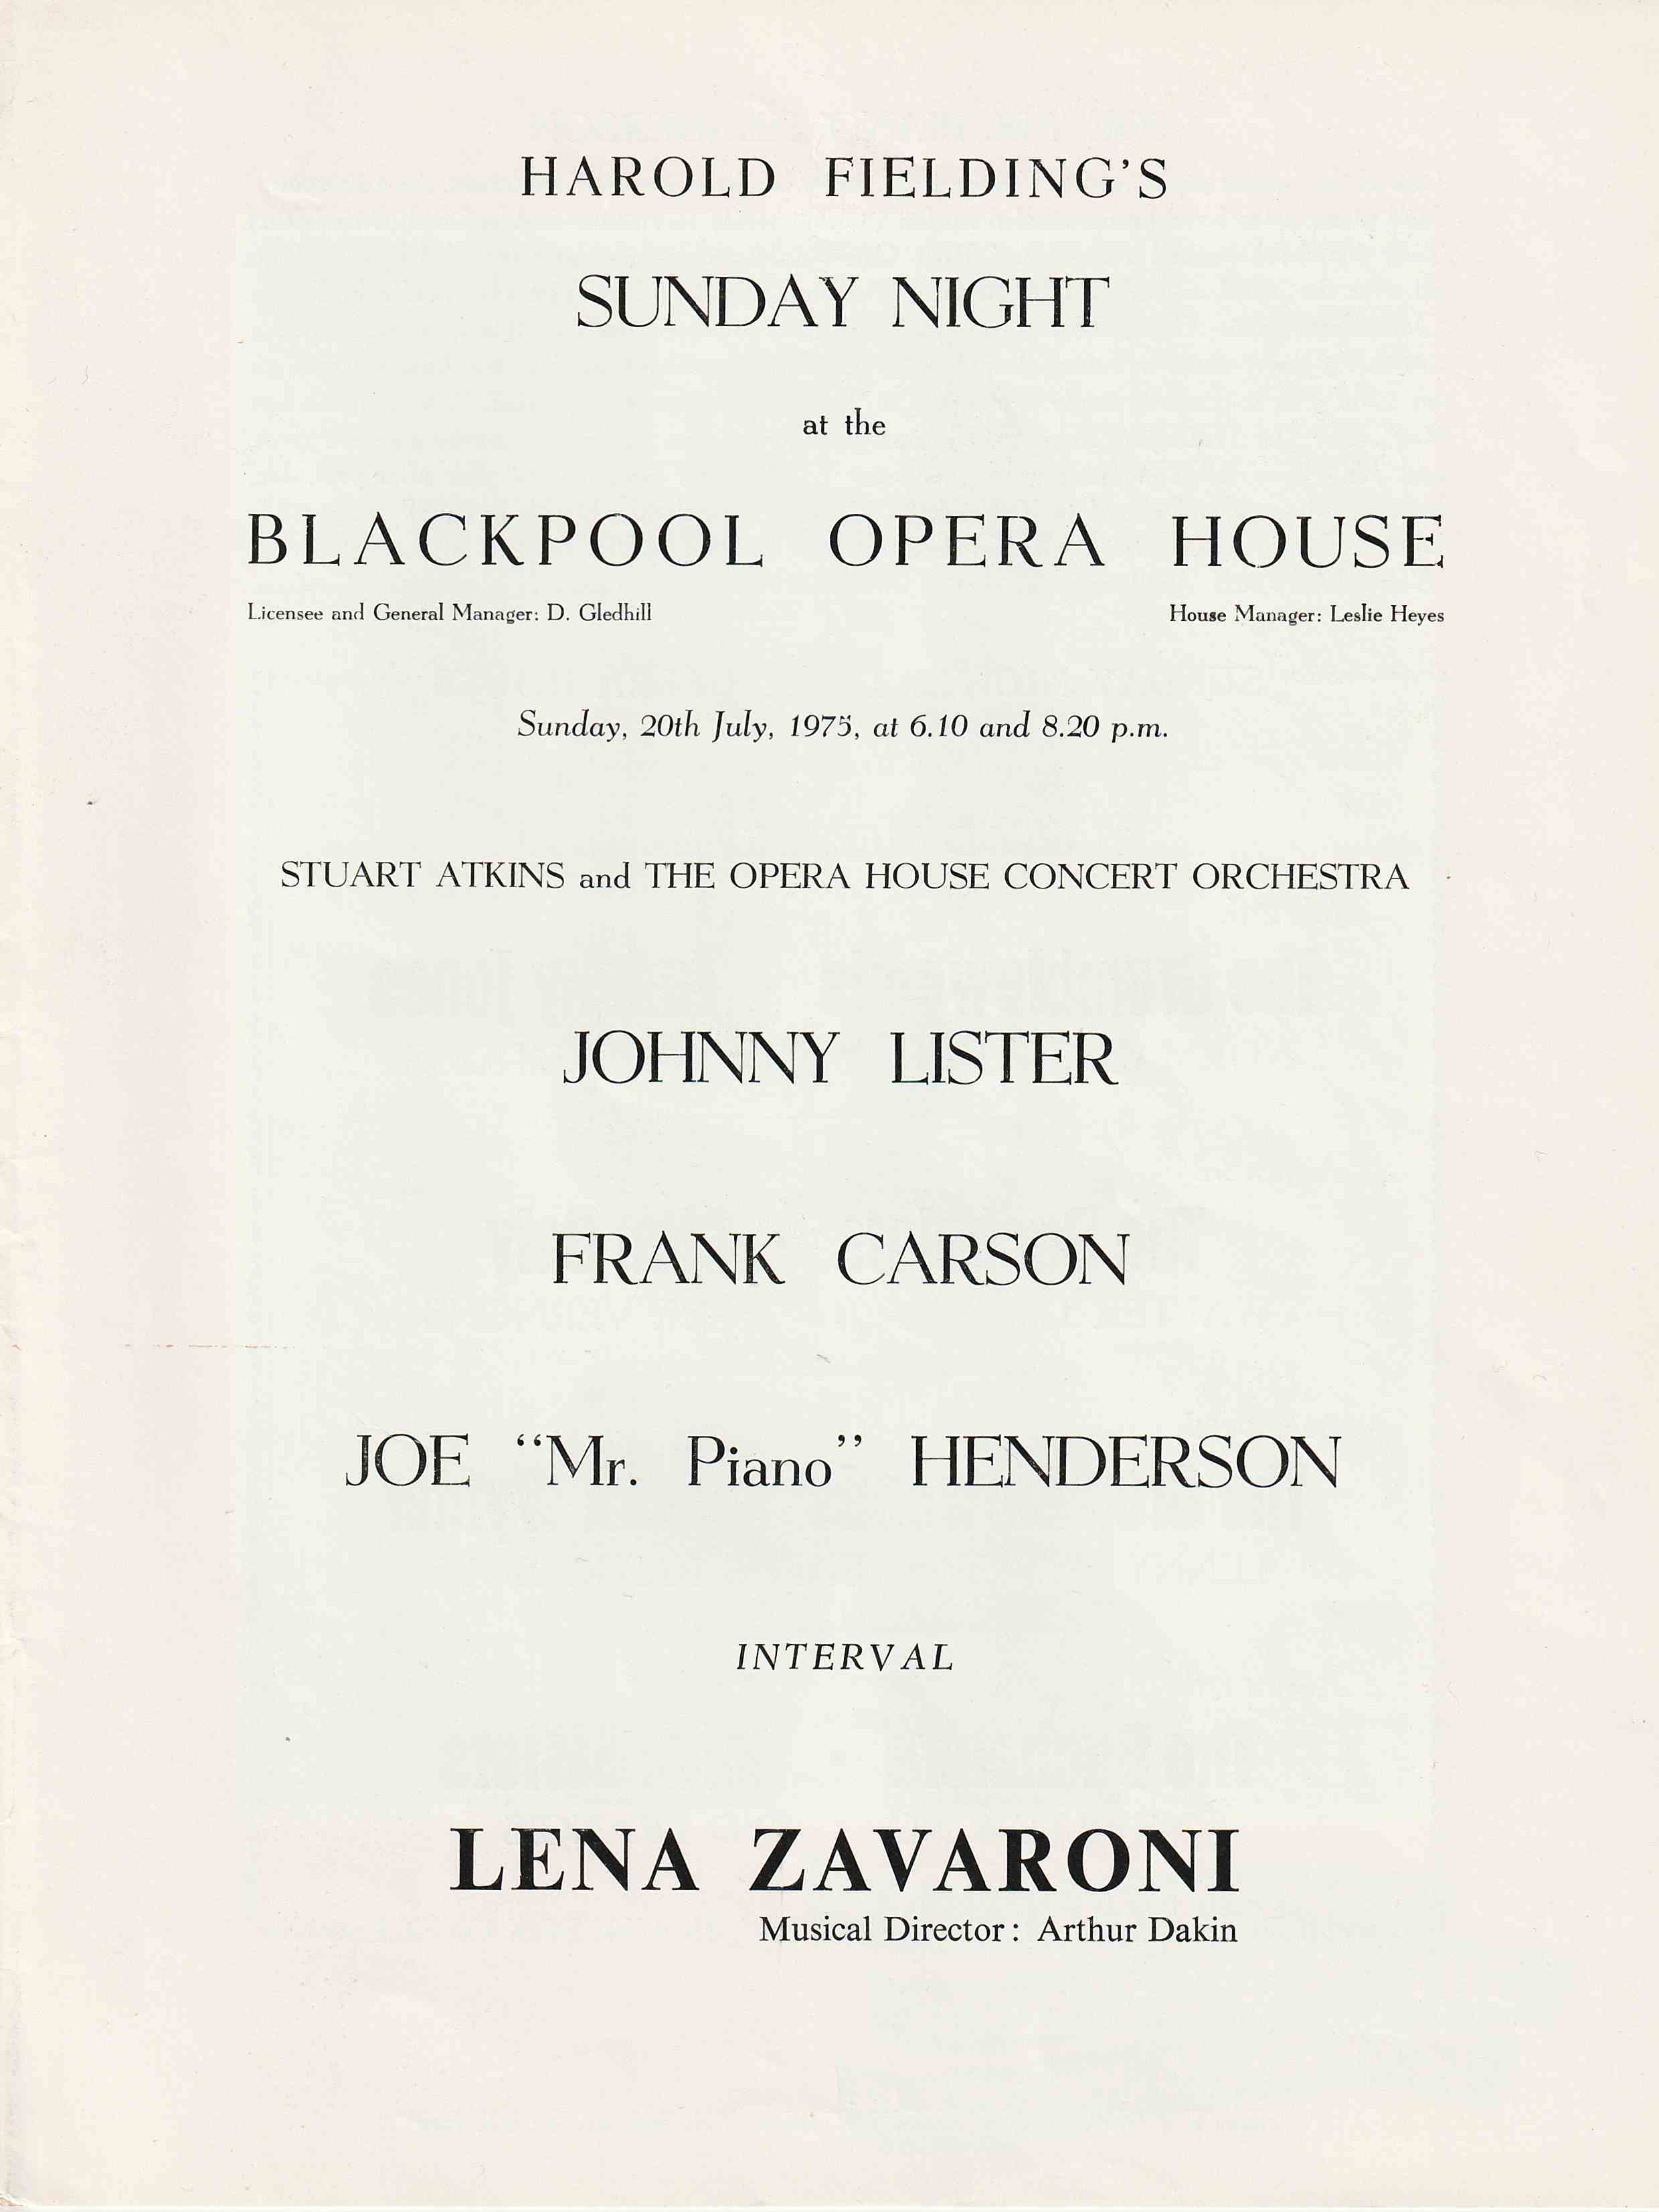 HAROLD FIELDING'S
SUNDAY NIGHT
at the
BLACKPOOL OPERA HOUSE
Licensee and General Manager: D. Gledhill House Manager: Leslie Heyes
Sunday, 20th July, 1975, at 6.10 and 8.20 p.m.
STUART ATKINS and THE OPERA HOUSE CONCERT ORCHESTRA
JOHNNY LISTER
FRANK CARSON
JOE “Mr. Piano” HENDERSON
INTERVAL
LENA ZAVARONI
Musical Director: Arthur Dakin